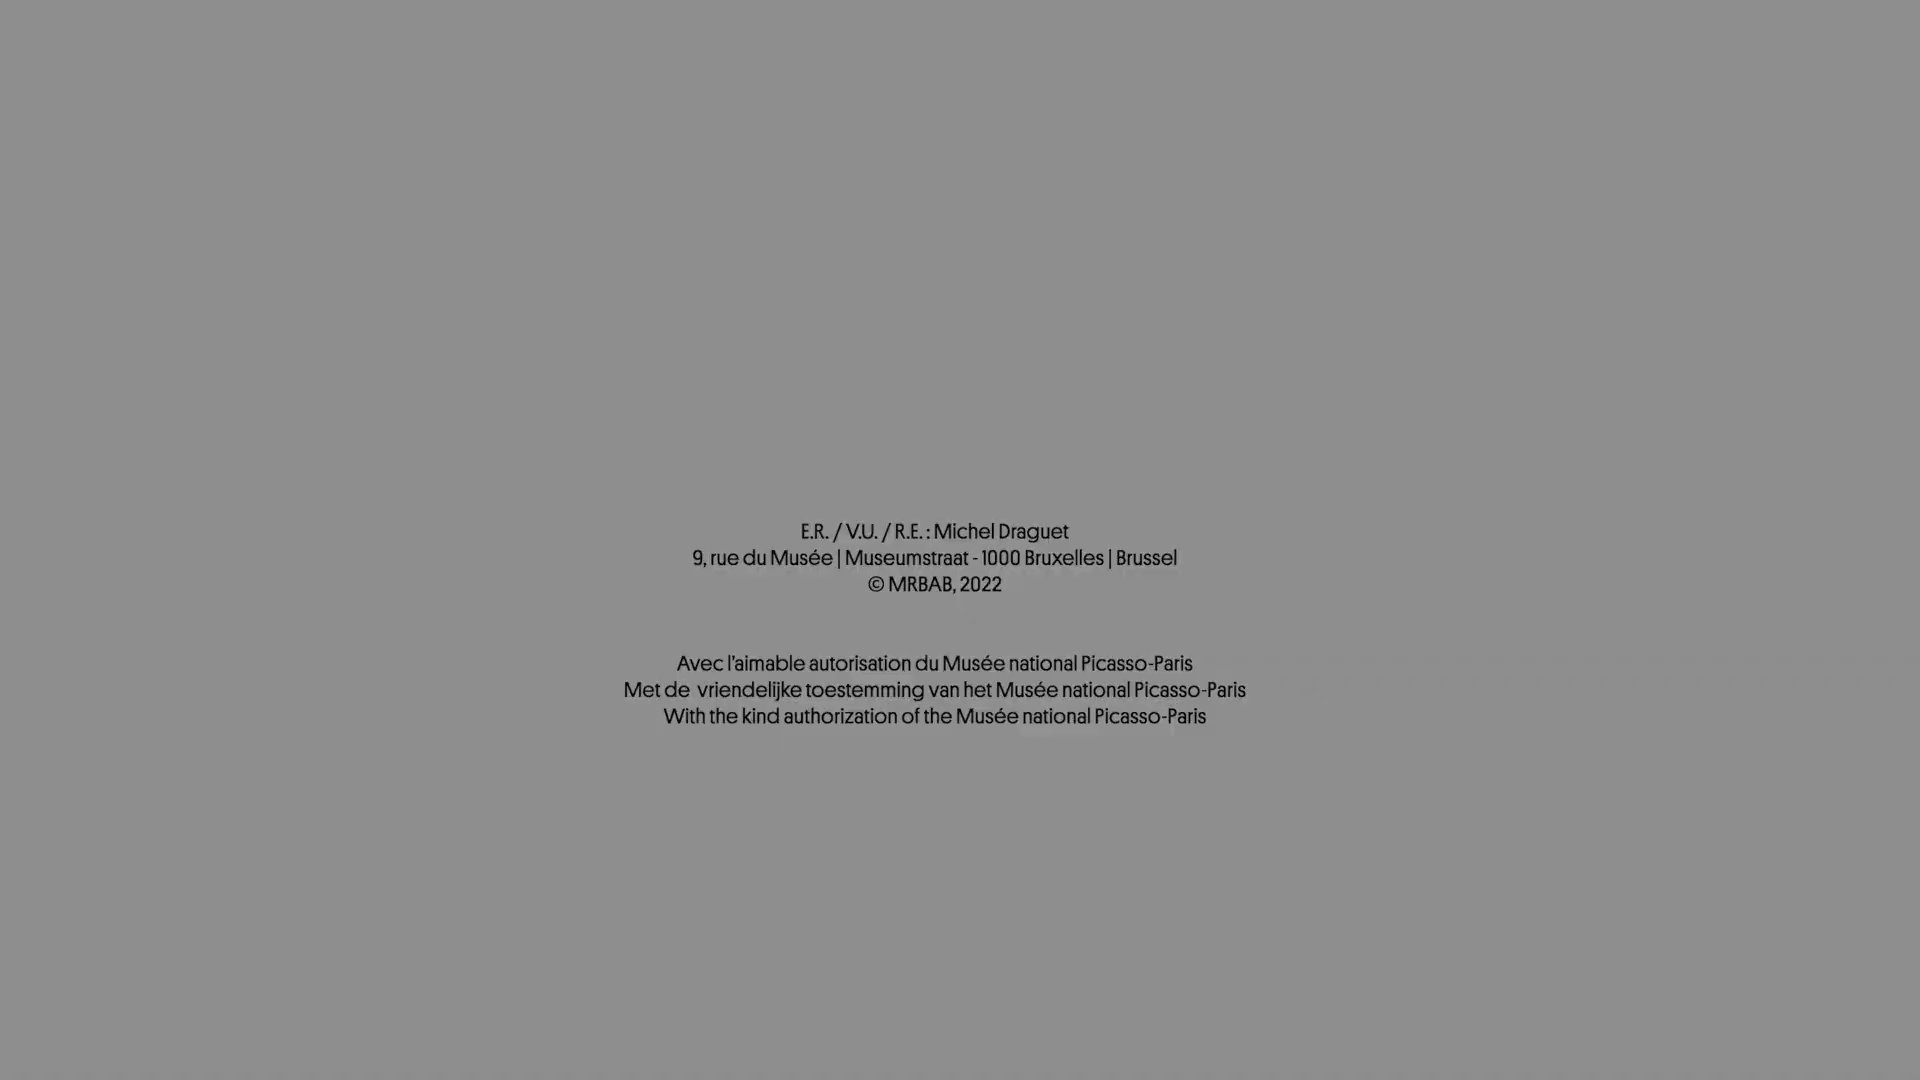 E.R. / V.U. / R.E. : Michel Draguet
9, rue du Musée | Museumstraat - 1000 Bruxelles | Brussel
© MRBAB, 2022
Avec l'aimable autorisation du Musée national Picasso-Paris
Met de vriendelijke toestemming van het Musée national Picasso-Paris
With the kind authorization of the Musée national Picasso-Paris